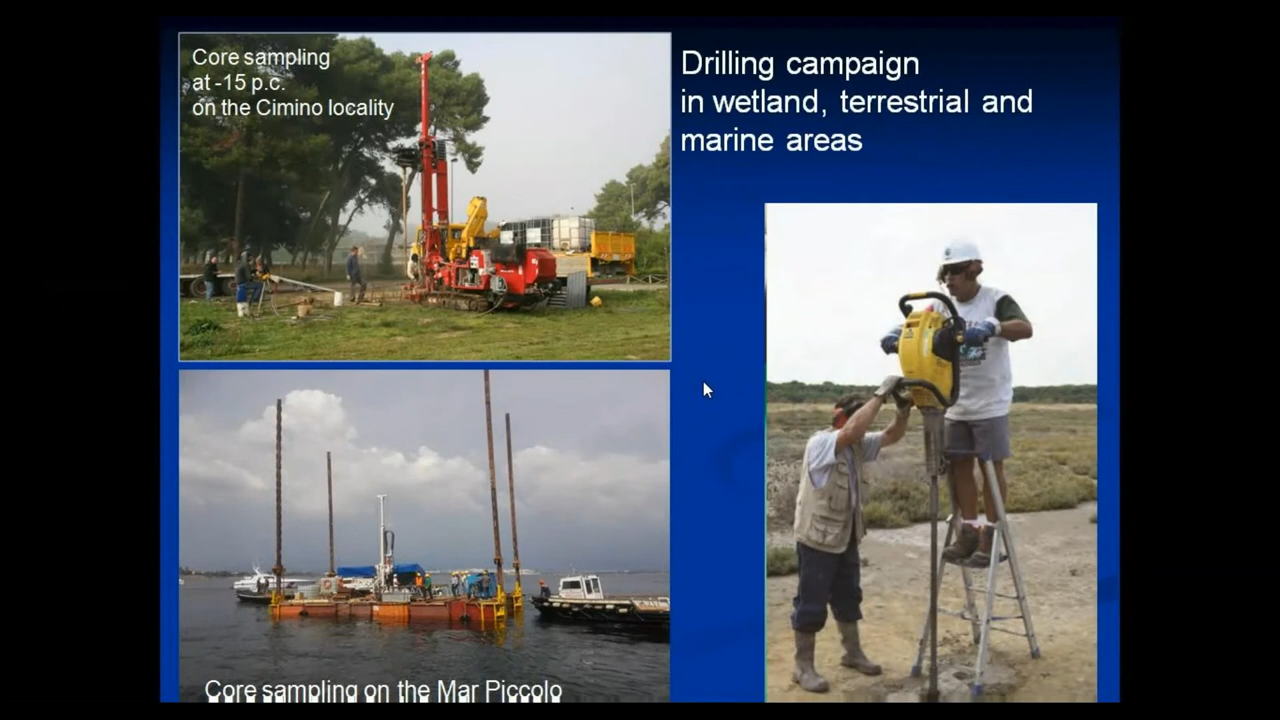 Core sampling
at -15 p.c.
on the Cimino locality
Drilling campaign
in wetland, terrestrial and
marine areas
Core sampling on the Mar Piccolo